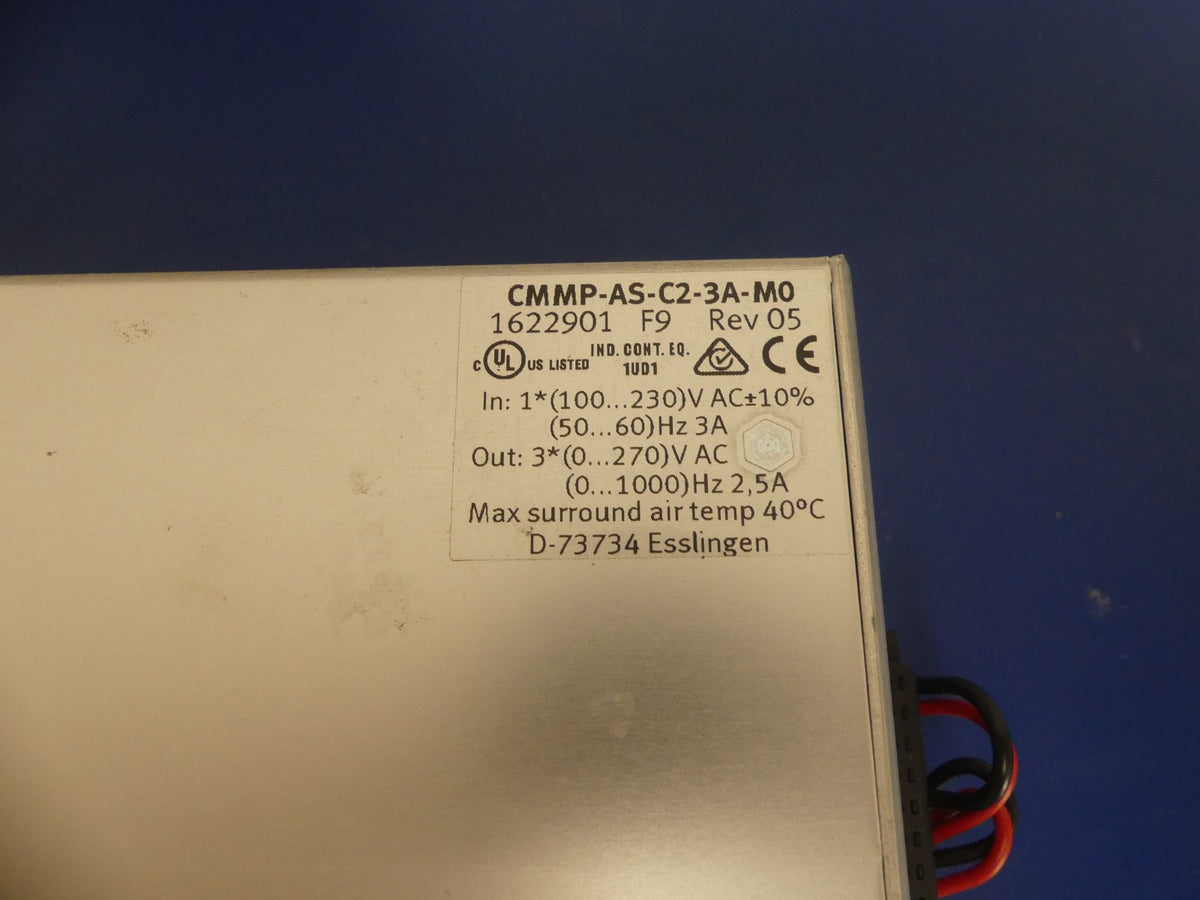 CMMP-AS-C2-3A-M0
1622901 F9 Rev 05
C UL US LISTED IND. CONT. EQ. 1UD1 CE
In: 1*(100...230)V AC±10%
(50...60)Hz 3A
Out: 3*(0...270)V AC
(0...1000)Hz 2,5A
Max surround air temp 40°C
D-73734 Esslingen